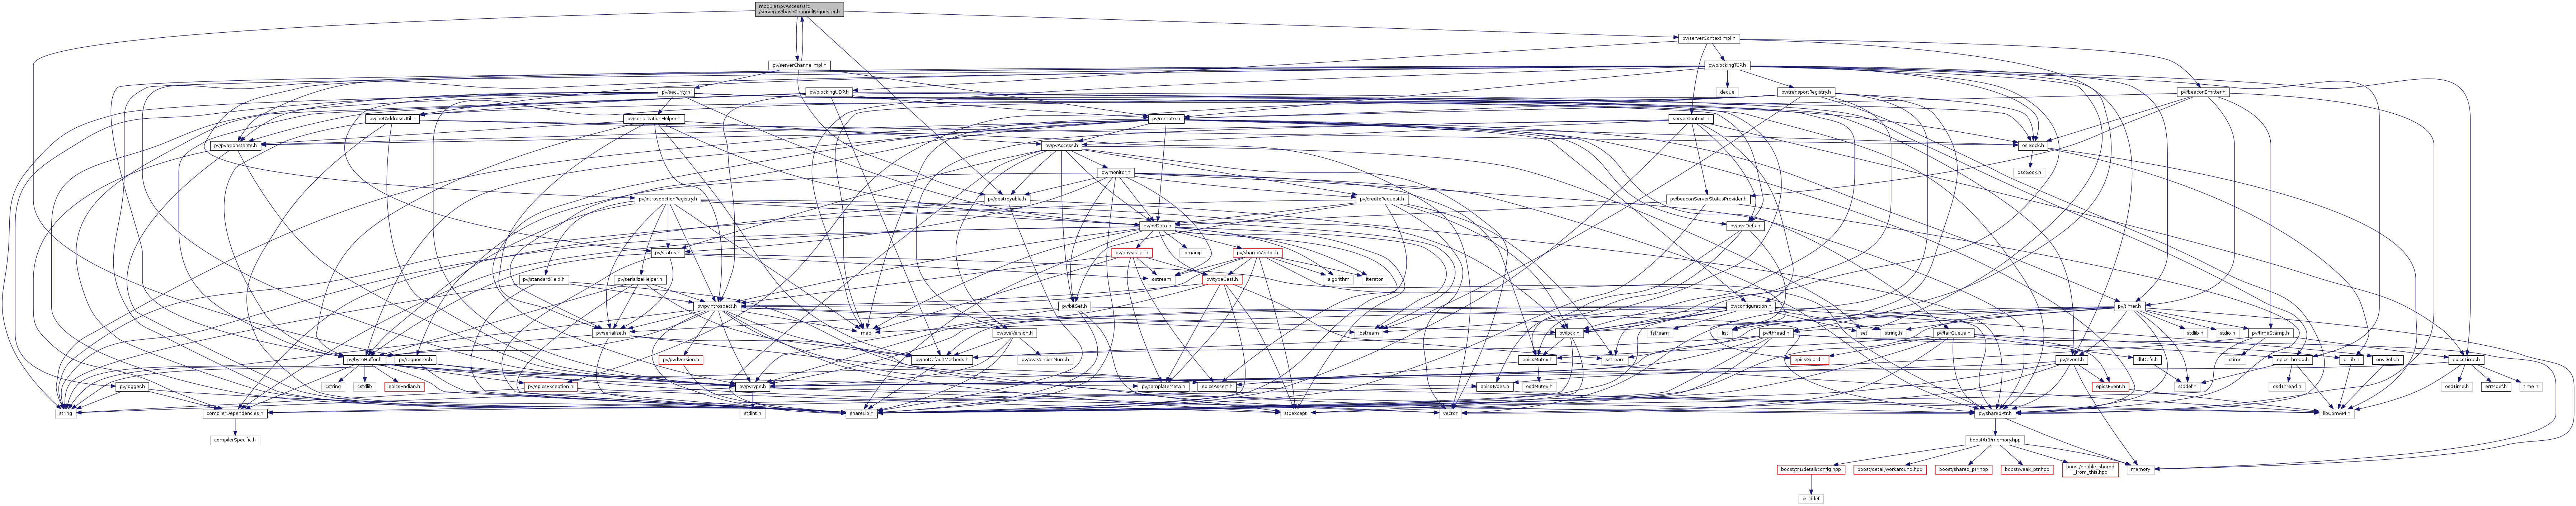 modules/pvAccess/src
/server/pv/baseChannelRequester.h
pv/serverContextImpl.h
pv/serverChannelImpl.h
pv/blockingTCP.h
pv/security.h
pv/blockingUDP.h
deque
pv/transportRegistry.h
pv/beaconEmitter.h
pv/inetAddressUtil.h
pv/serializationHelper.h
pv/remote.h
serverContext.h
pv/pvaConstants.h
pv/pvAccess.h
osiSock.h
pv/monitor.h
osdSock.h
pv/introspectionRegistry.h
pv/destroyable.h
pv/createRequest.h
pv/beaconServerStatusProvider.h
pv/pvData.h
pv/pvaDefs.h
pv/status.h
pv/anyscalar.h
iomanip
pv/sharedVector.h
pv/standardField.h
pv/serializeHelper.h
ostream
pv/typeCast.h
algorithm
iterator
pv/pvIntrospect.h
pv/bitSet.h
pv/configuration.h
pv/timer.h
pv/serialize.h
map
pv/pvaVersion.h
iostream
pv/lock.h
fstream
list
pv/thread.h
set
string.h
pv/fairQueue.h
stdlib.h
stdio.h
pv/timeStamp.h
pv/byteBuffer.h
pv/requester.h
pv/pvdVersion.h
pv/noDefaultMethods.h
pv/pvaVersionNum.h
sstream
epicsMutex.h
epicsGuard.h
pv/event.h
dbDefs.h
stime
epicsThread.h
ellLib.h
envDefs.h
epicsTime.h
pv/logger.h
cstring
cstdlib
epicsEndian.h
pv/epicsException.h
pv/pvType.h
pv/templateMeta.h
epicsAssert.h
epicsTypes.h
osdMutex.h
epicsEvent.h
stddef.h
osdThread.h
osdTime.h
errMdef.h
time.h
string
compilerDependencies.h
stdint.h
shareLib.h
stdexcept
vector
pv/sharedPtr.h
libComAPI.h
compilerSpecific.h
boost/tr1/memory.hpp
boost/tr1/detail/config.hpp
boost/detail/workaround.hpp
boost/shared_ptr.hpp
boost/weak_ptr.hpp
boost/enable_shared
_from_this.hpp
memory
cstddef